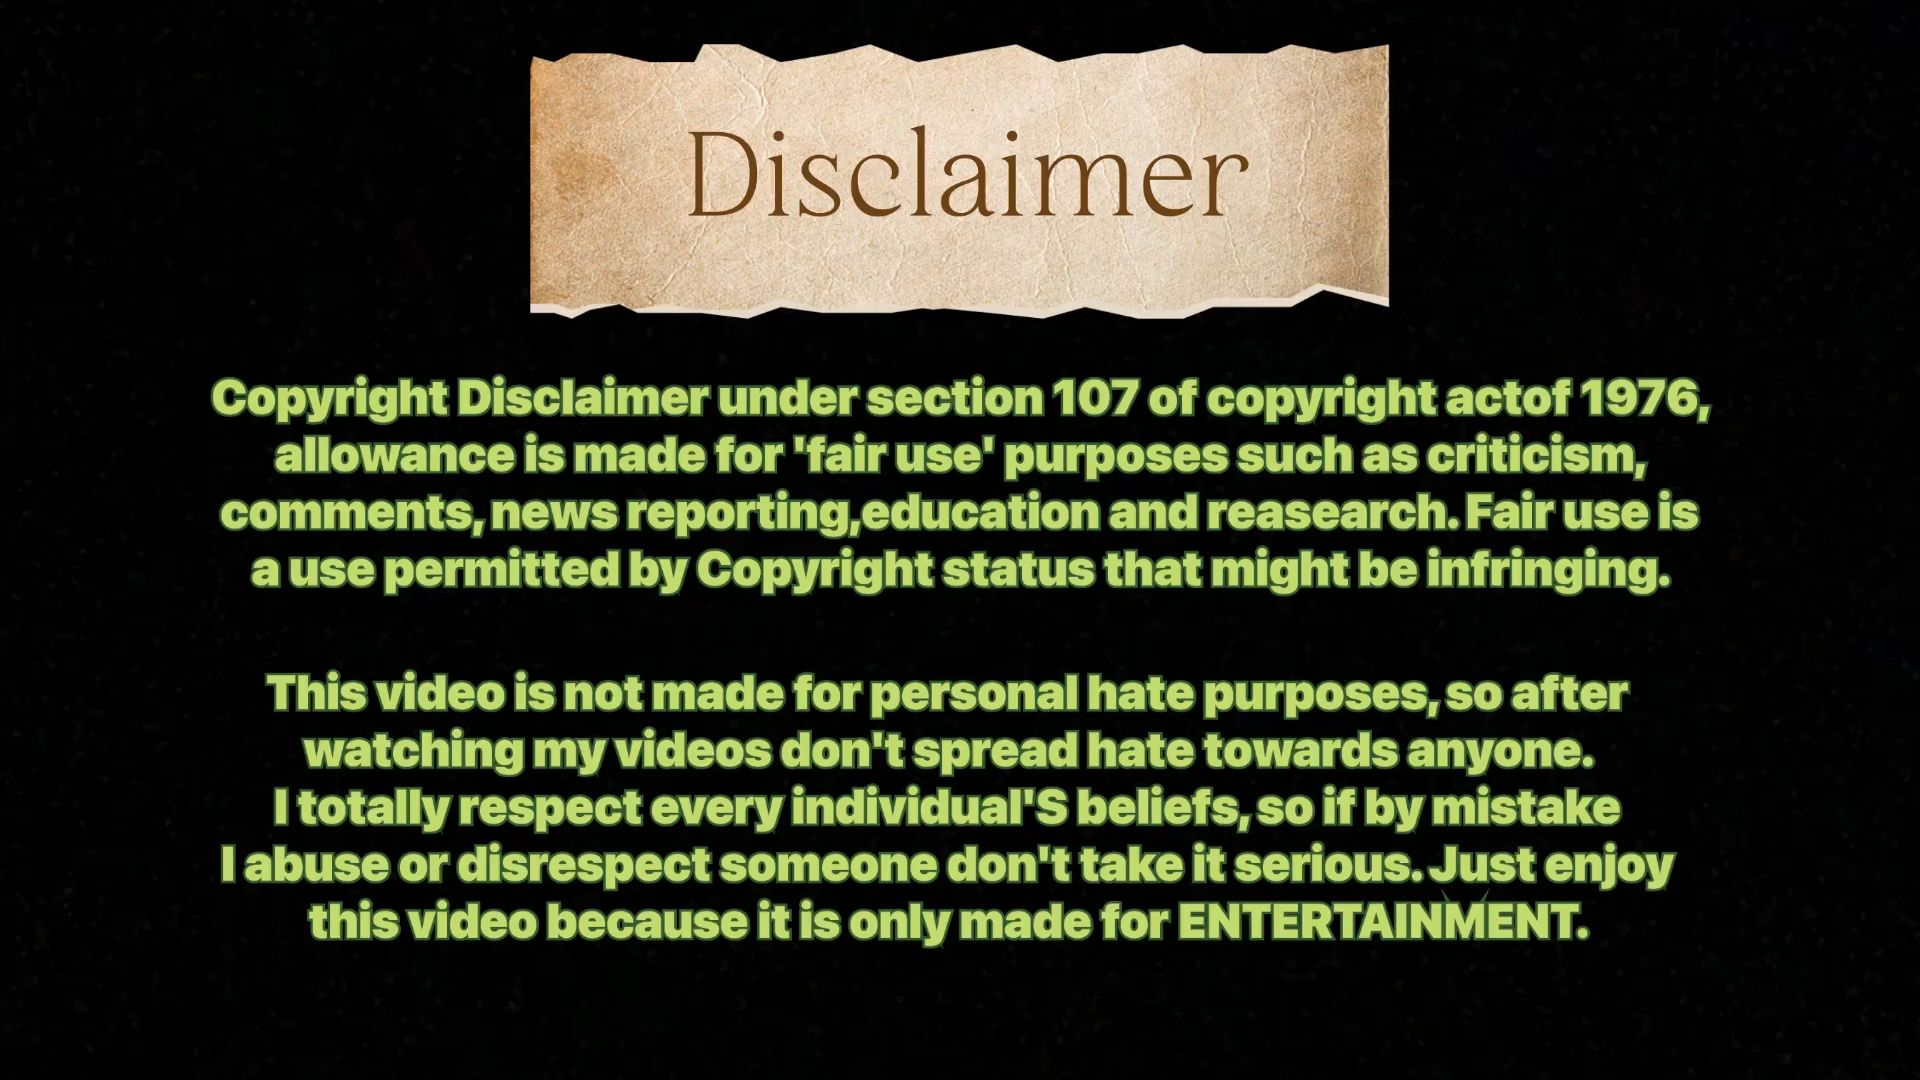 Disclaimer
Copyright Disclaimer under section 107 of copyright actof 1976,
allowance is made for 'fair use' purposes such as criticism,
comments, news reporting,education and reasearch. Fair use is
a use permitted by Copyright status that might be infringing.
This video is not made for personal hate purposes, so after
watching my videos don't spread hate towards anyone.
I totally respect every individual'S beliefs, so if by mistake
I abuse or disrespect someone don't take it serious. Just enjoy
this video because it is only made for ENTERTAINMENT.